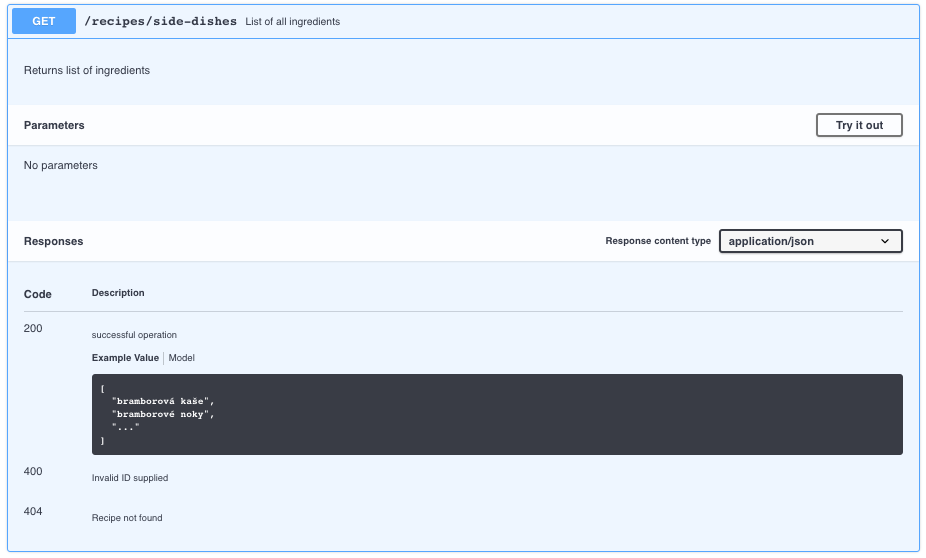 GET /recipes/side-dishes List of all ingredients
Returns list of ingredients
Parameters Try it out
No parameters
Responses Response content type application/json
Code Description
200 successful operation
Example Value Model
[
"bramborová kaše",
"bramborové noky",
"..."
]
400 Invalid ID supplied
404 Recipe not found